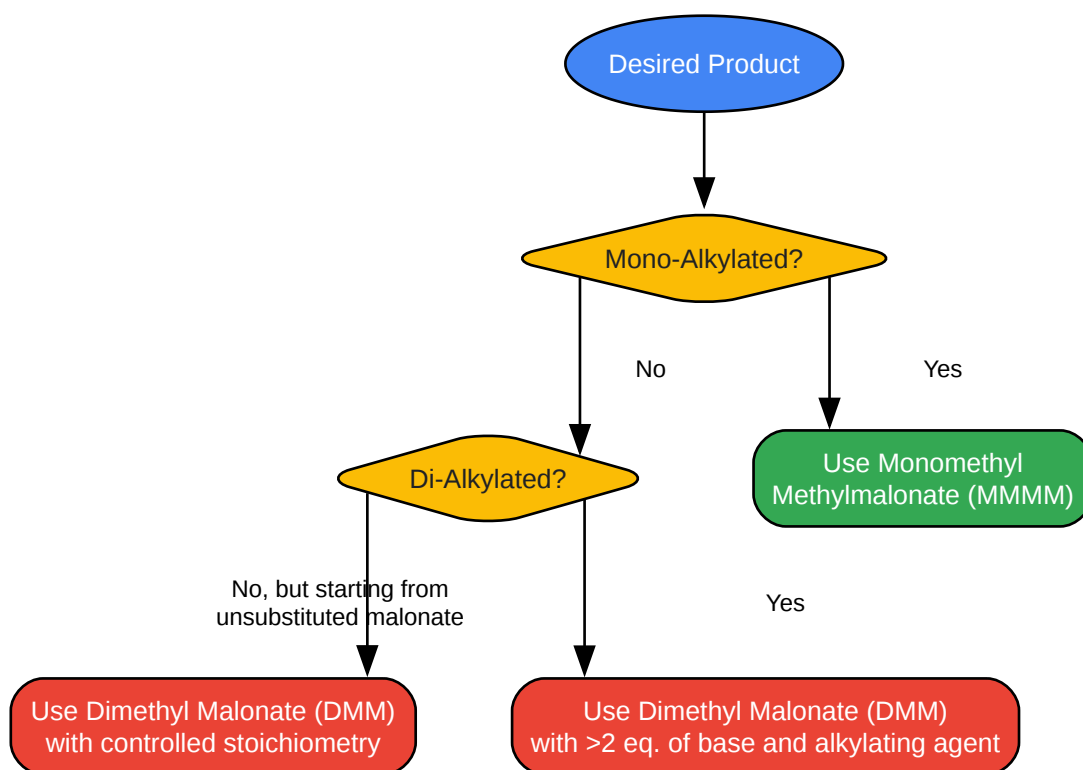 Desired Product
Mono-Alkylated?
No
Yes
Di-Alkylated?
Use Monomethyl
Methylmalonate (MMMM)
No, but starting from
unsubstituted malonate
Yes
Use Dimethyl Malonate (DMM)
with controlled stoichiometry
Use Dimethyl Malonate (DMM)
with >2 eq. of base and alkylating agent